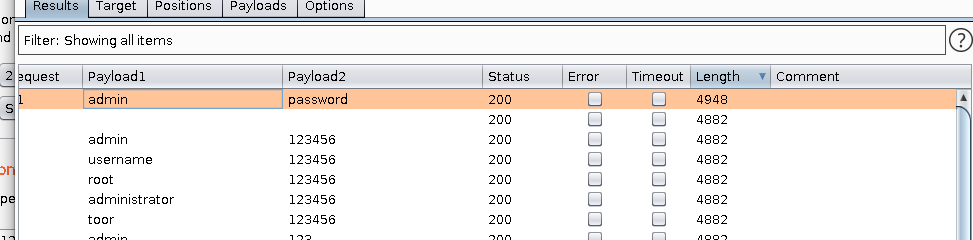 Results Target Positions Payloads Options
Filter: Showing all items
?
equest Payload1 Payload2 Status Error Timeout Length Comment
1 admin password 200 4948
200 4882
admin 123456 200 4882
username 123456 200 4882
root 123456 200 4882
administrator 123456 200 4882
toor 123456 200 4882
admin 123 200 4882